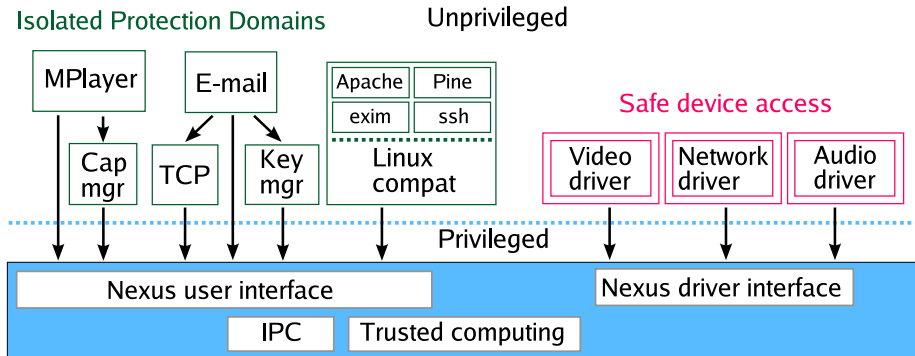 Isolated Protection Domains
Unprivileged
MPlayer
E-mail
Apache
Pine
exim
ssh
Linux
compat
Cap
mgr
TCP
Key
mgr
Safe device access
Video
driver
Network
driver
Audio
driver
Privileged
Nexus user interface
Nexus driver interface
IPC
Trusted computing